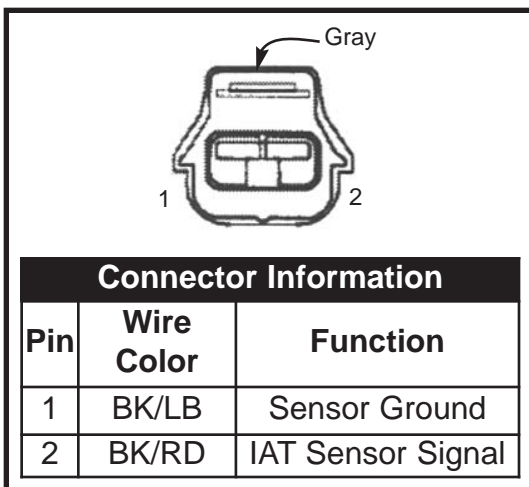 Gray
1 2
Connector Information
Pin Wire Color Function
1 BK/LB Sensor Ground
2 BK/RD IAT Sensor Signal